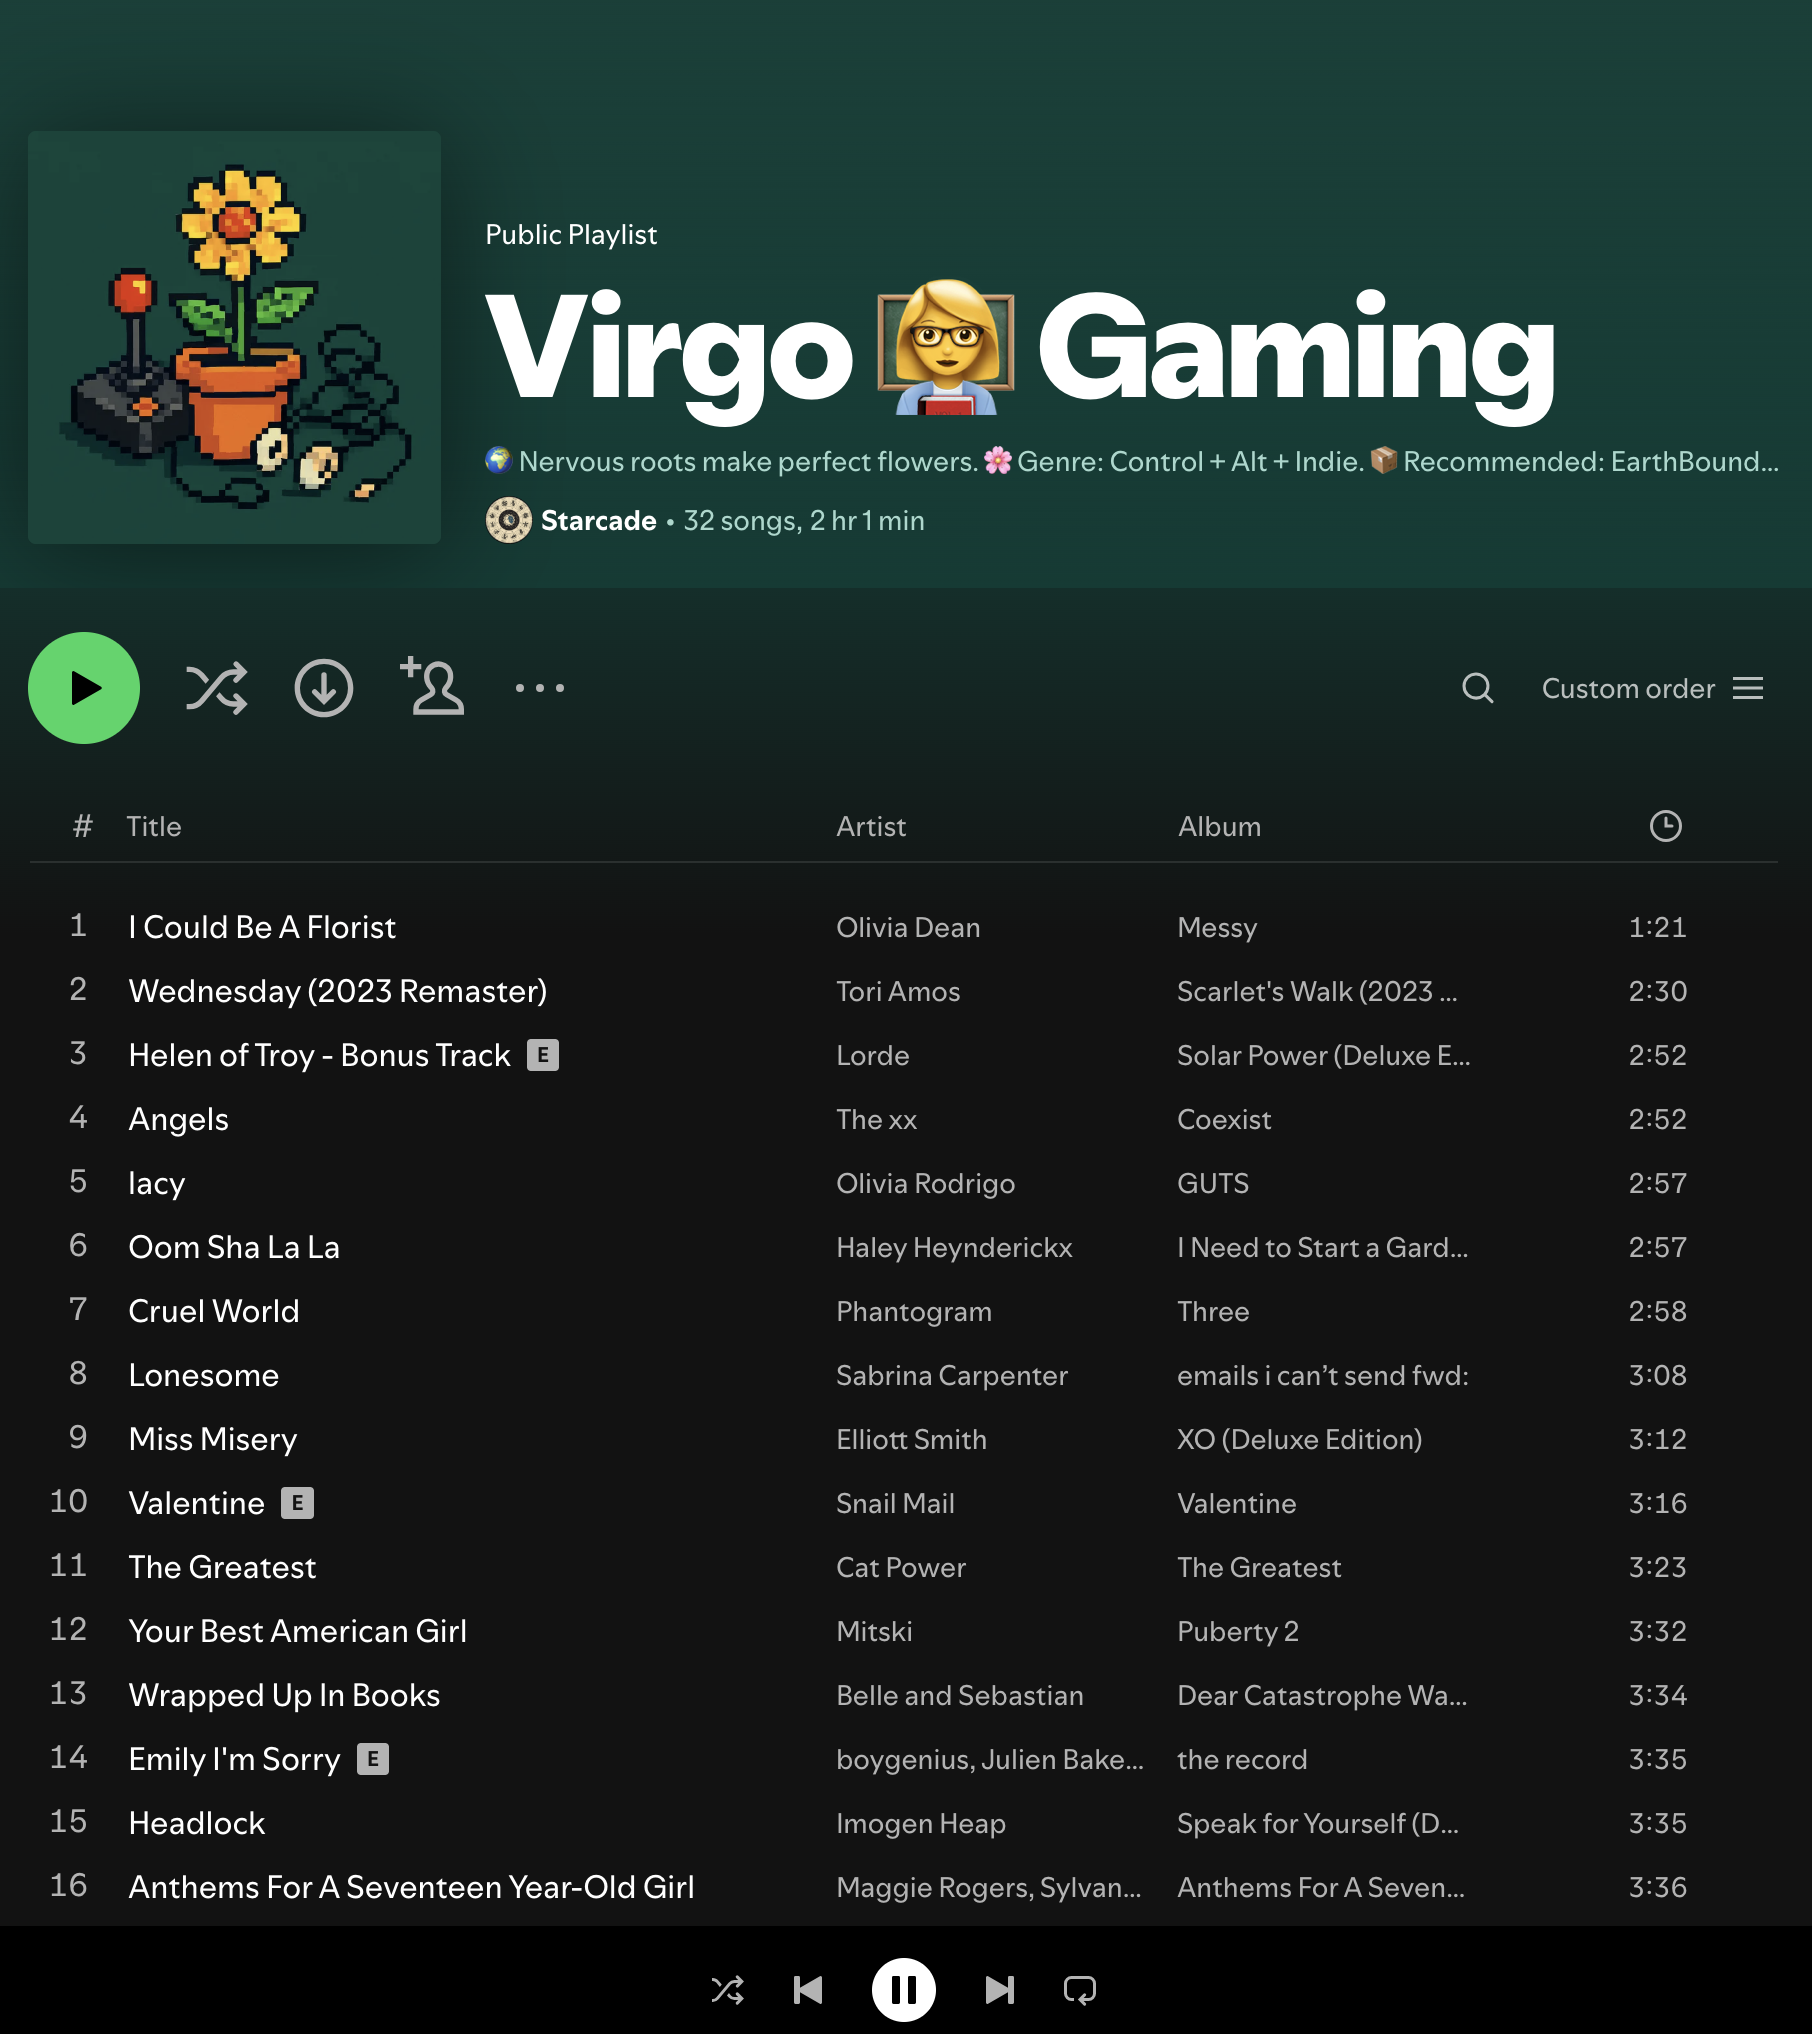 Public Playlist
Virgo 👩‍🏫 Gaming
🌍 Nervous roots make perfect flowers. 🌸 Genre: Control + Alt + Indie. 📦 Recommended: EarthBound...
Starcade • 32 songs, 2 hr 1 min
Custom order
# Title Artist Album
1 I Could Be A Florist Olivia Dean Messy 1:21
2 Wednesday (2023 Remaster) Tori Amos Scarlet's Walk (2023 ... 2:30
3 Helen of Troy - Bonus Track E Lorde Solar Power (Deluxe E... 2:52
4 Angels The xx Coexist 2:52
5 lacy Olivia Rodrigo GUTS 2:57
6 Oom Sha La La Haley Heynderickx I Need to Start a Gard... 2:57
7 Cruel World Phantogram Three 2:58
8 Lonesome Sabrina Carpenter emails i can’t send fwd: 3:08
9 Miss Misery Elliott Smith XO (Deluxe Edition) 3:12
10 Valentine E Snail Mail Valentine 3:16
11 The Greatest Cat Power The Greatest 3:23
12 Your Best American Girl Mitski Puberty 2 3:32
13 Wrapped Up In Books Belle and Sebastian Dear Catastrophe Wa... 3:34
14 Emily I'm Sorry E boygenius, Julien Bake... the record 3:35
15 Headlock Imogen Heap Speak for Yourself (D... 3:35
16 Anthems For A Seventeen Year-Old Girl Maggie Rogers, Sylvan... Anthems For A Seven... 3:36